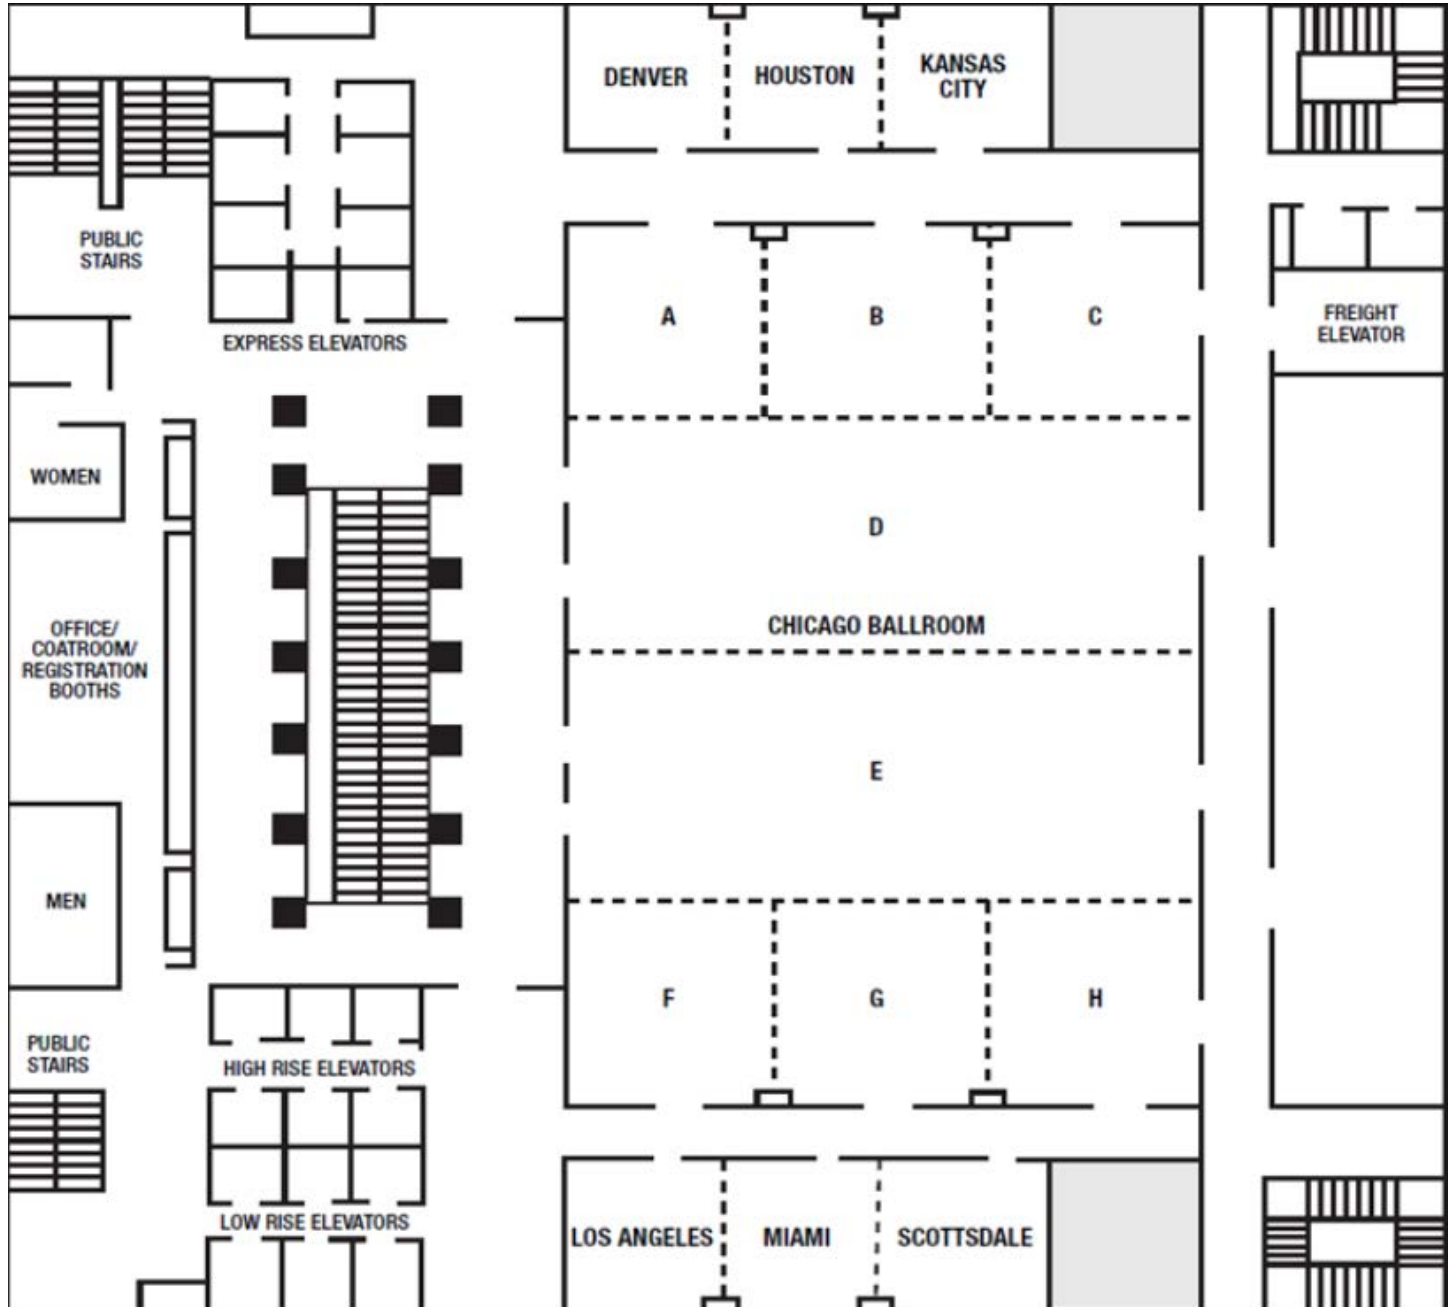 DENVER
HOUSTON
KANSAS
CITY
PUBLIC
STAIRS
A
B
C
FREIGHT
ELEVATOR
EXPRESS ELEVATORS
WOMEN
D
OFFICE/
COATROOM/
REGISTRATION
BOOTHS
CHICAGO BALLROOM
E
MEN
F
G
H
PUBLIC
STAIRS
HIGH RISE ELEVATORS
LOW RISE ELEVATORS
LOS ANGELES
MIAMI
SCOTTSDALE